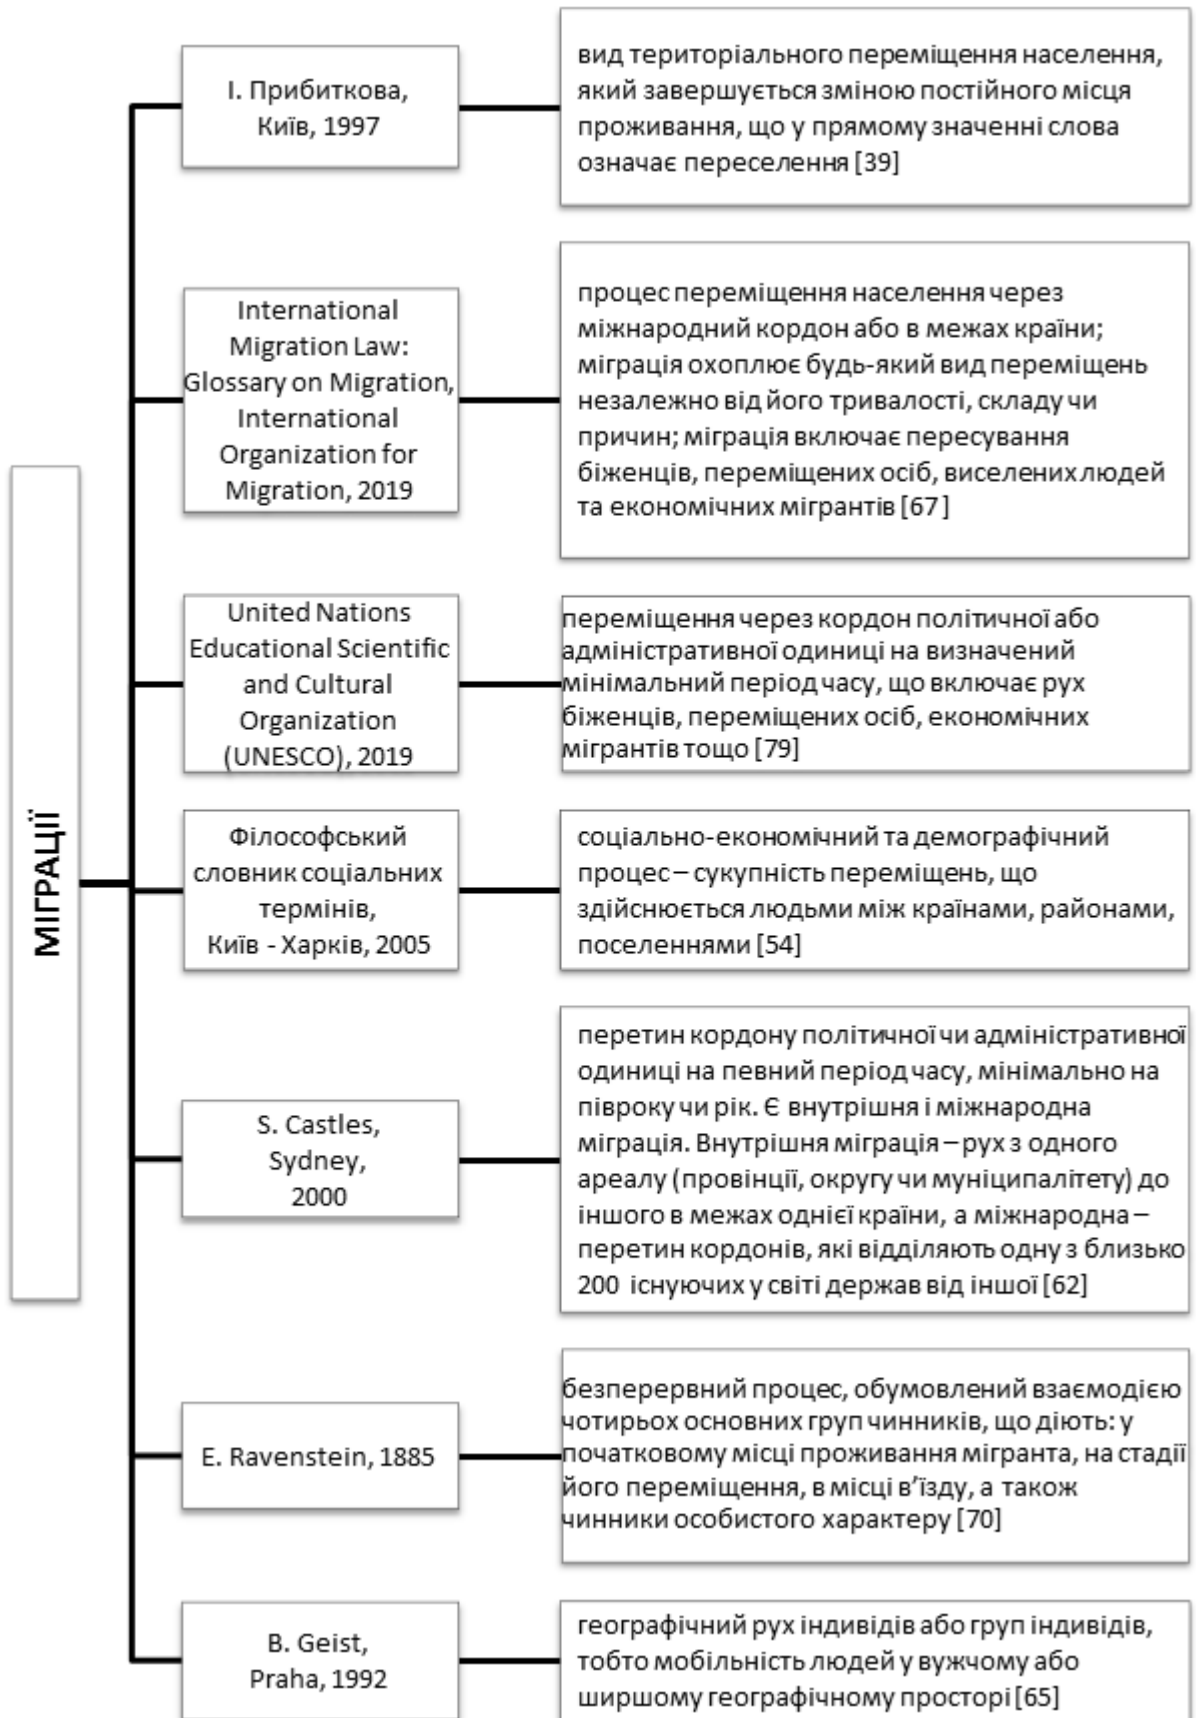 МІГРАЦІЇ
І. Прибиткова,
Київ, 1997
вид територіального переміщення населення,
який завершується зміною постійного місця
проживання, що у прямому значенні слова
означає переселення [39]
International
Migration Law:
Glossary on Migration,
International
Organization for
Migration, 2019
процес переміщення населення через
міжнародний кордон або в межах країни;
міграція охоплює будь-який вид переміщень
незалежно від його тривалості, складу чи
причин; міграція включає пересування
біженців, переміщених осіб, виселених людей
та економічних мігрантів [67]
United Nations
Educational Scientific
and Cultural
Organization
(UNESCO), 2019
переміщення через кордон політичної або
адміністративної одиниці на визначений
мінімальний період часу, що включає рух
біженців, переміщених осіб, економічних
мігрантів тощо [79]
Філософський
словник соціальних
термінів,
Київ - Харків, 2005
соціально-економічний та демографічний
процес – сукупність переміщень, що
здійснюється людьми між країнами, районами,
поселеннями [54]
S. Castles,
Sydney,
2000
перетин кордону політичної чи адміністративної
одиниці на певний період часу, мінімально на
півроку чи рік. Є внутрішня і міжнародна
міграція. Внутрішня міграція – рух з одного
ареалу (провінції, округу чи муніципалітету) до
іншого в межах однієї країни, а міжнародна –
перетин кордонів, які відділяють одну з близько
200 існуючих у світі держав від іншої [62]
E. Ravenstein, 1885
безперервний процес, обумовлений взаємодією
чотирьох основних груп чинників, що діють: у
початковому місці проживання мігранта, на стадії
його переміщення, в місці в’їзду, а також
чинники особистого характеру [70]
B. Geist,
Praha, 1992
географічний рух індивідів або груп індивідів,
тобто мобільність людей у вужчому або
ширшому географічному просторі [65]